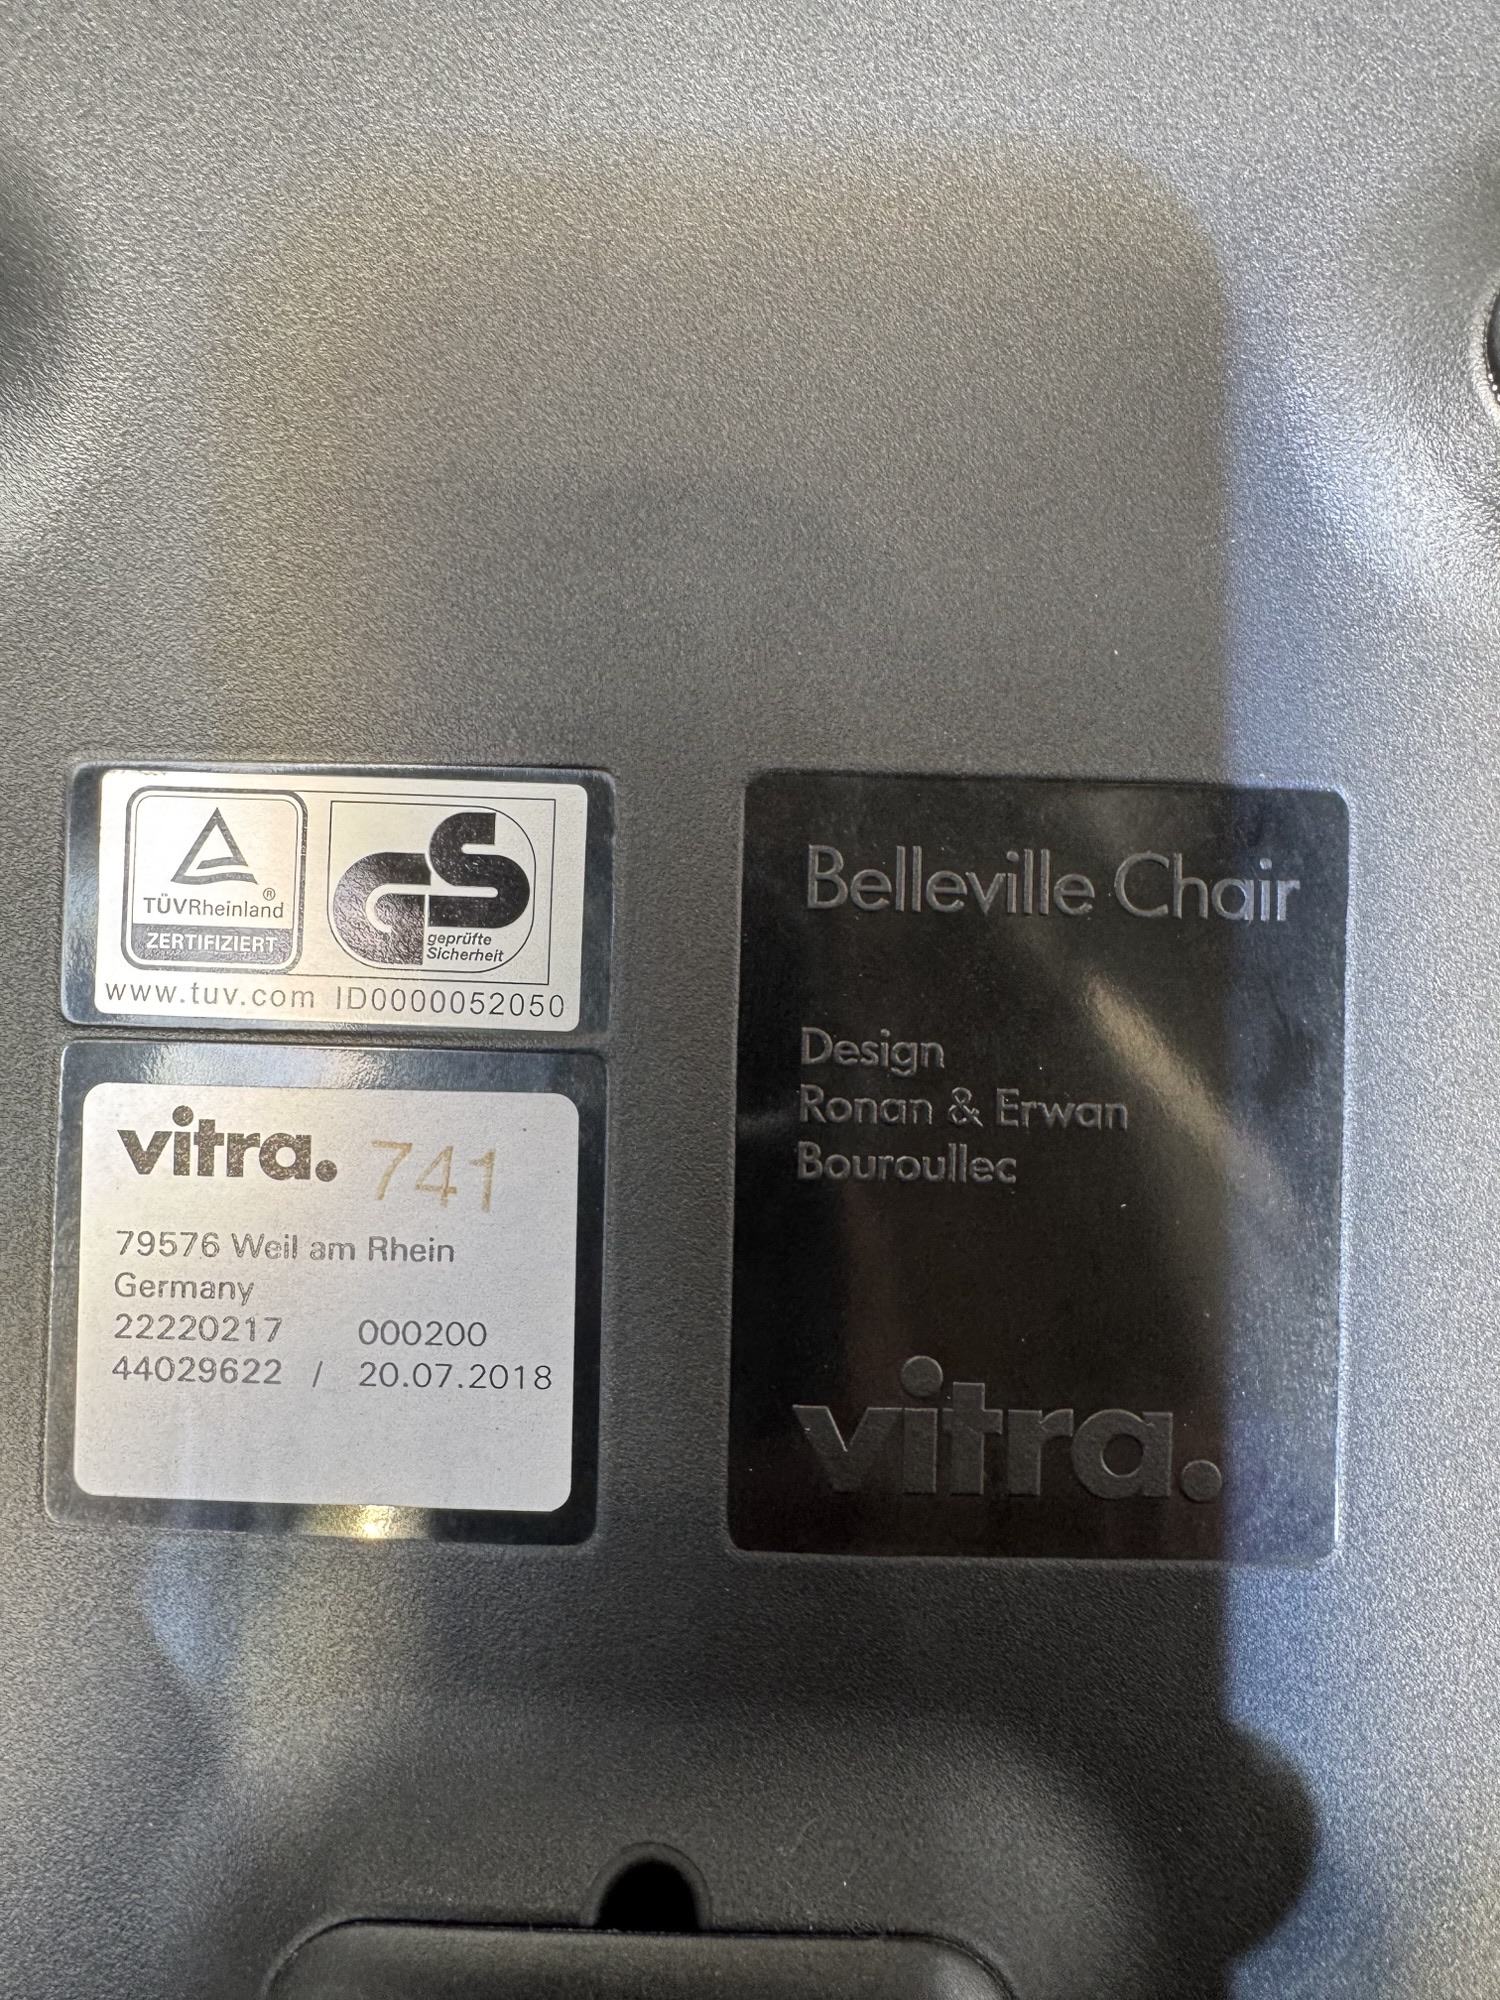 TÜVRheinland®
ZERTIFIZIERT
GS
geprüfte
Sicherheit
www.tuv.com ID0000052050
vitra. 741
79576 Weil am Rhein
Germany
22220217 000200
44029622 / 20.07.2018
Belleville Chair
Design
Ronan & Erwan
Bouroullec
vitra.